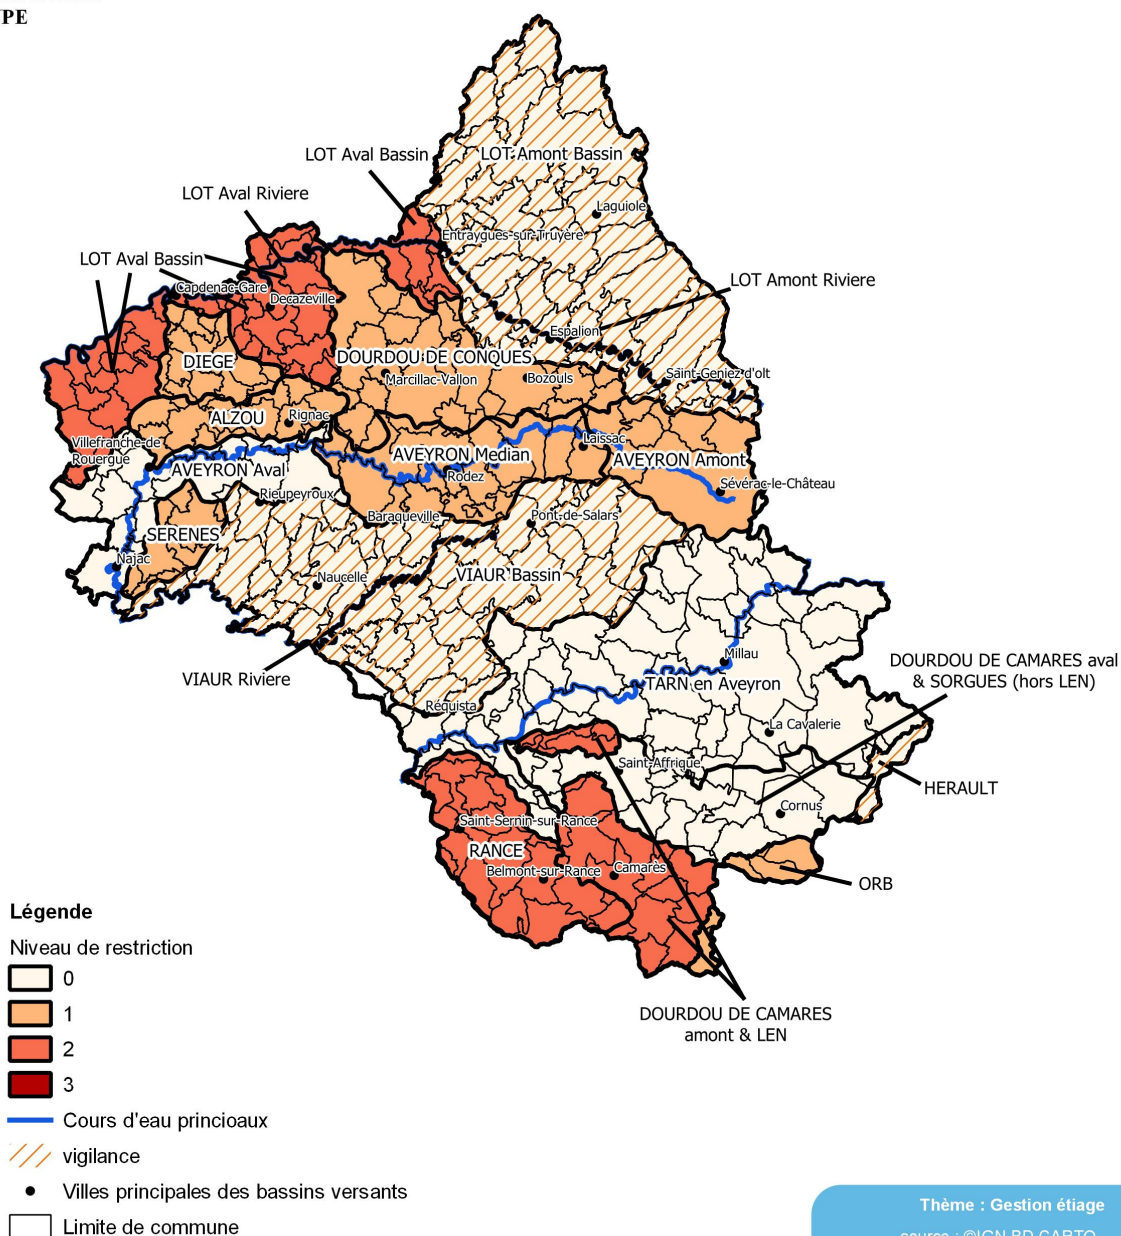 LOT Amont Bassin
LOT Aval Bassin
LOT Aval Riviere
Laguiole
Entraygues-sur-Truyère
LOT Aval Bassin
LOT Amont Riviere
Capdenac-Gare
Decazeville
Espalion
DIEGE
DOURDOU DE CONQUES
Marcillac-Vallon
Bozouls
Saint-Geniez-d'olt
ALZOU
Rignac
Villefranche-de
Rouergue
AVEYRON Aval
AVEYRON Median
Laissac
AVEYRON Amont
Rodez
Sévérac-le-Château
Rieupeyroux
Baraqueville
Pont-de-Salars
SERENES
Najac
Naucelle
VIAUR Bassin
VIAUR Riviere
Millau
DOURDOU DE CAMARES aval
& SORGUES (hors LEN)
TARN en Aveyron
Réquista
La Cavalerie
Saint-Affrique
HERAULT
Cornus
Saint-Sernin-sur-Rance
RANCE
Belmont-sur-Rance
Camarès
ORB
DOURDOU DE CAMARES
amont & LEN
Légende
Niveau de restriction
0
1
2
3
Cours d'eau princioaux
vigilance
Villes principales des bassins versants
Limite de commune
Thème : Gestion étiage